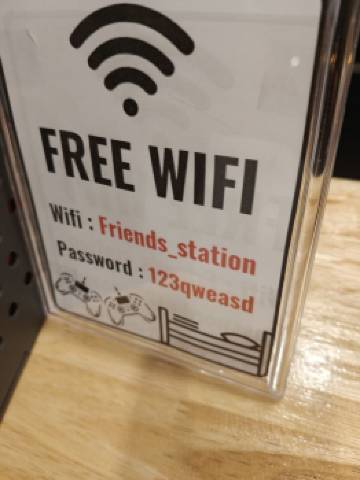 FREE WIFI
Wifi : Friends_station
Password : 123qweasd